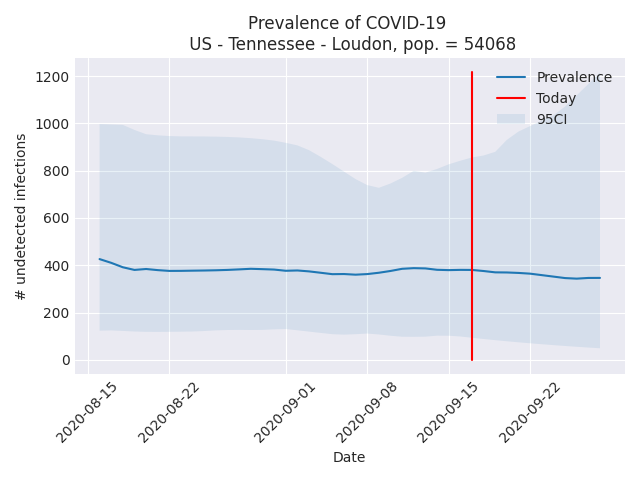 Prevalence of COVID-19
US - Tennessee - Loudon, pop. = 54068
1200
1000
800
600
400
200
0
# undetected infections
Prevalence
Today
95CI
2020-08-15
2020-08-22
2020-09-01
2020-09-08
2020-09-15
2020-09-22
Date